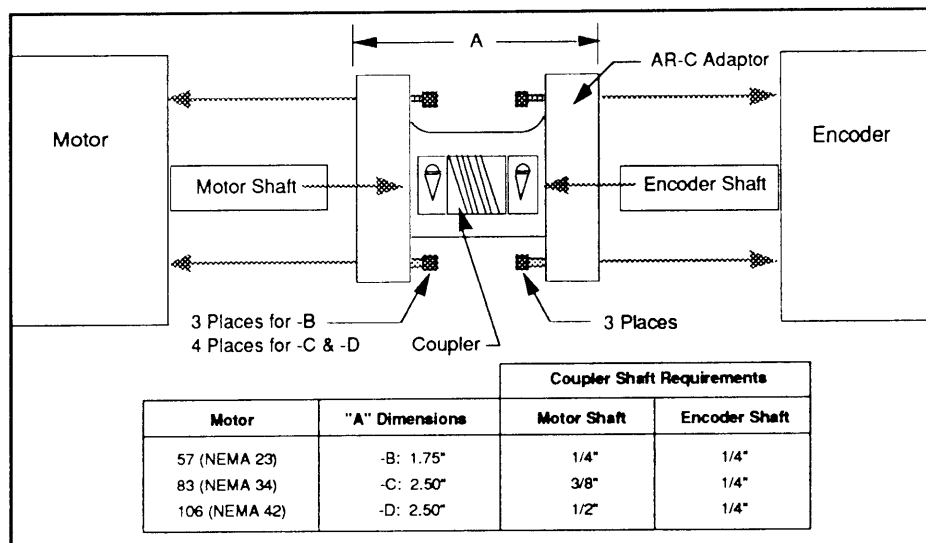 A
AR-C Adaptor
Motor
Encoder
Motor Shaft
Encoder Shaft
3 Places for -B
4 Places for -C & -D
Coupler
3 Places
Coupler Shaft Requirements
Motor "A" Dimensions Motor Shaft Encoder Shaft
57 (NEMA 23) -B: 1.75" 1/4" 1/4"
83 (NEMA 34) -C: 2.50" 3/8" 1/4"
106 (NEMA 42) -D: 2.50" 1/2" 1/4"